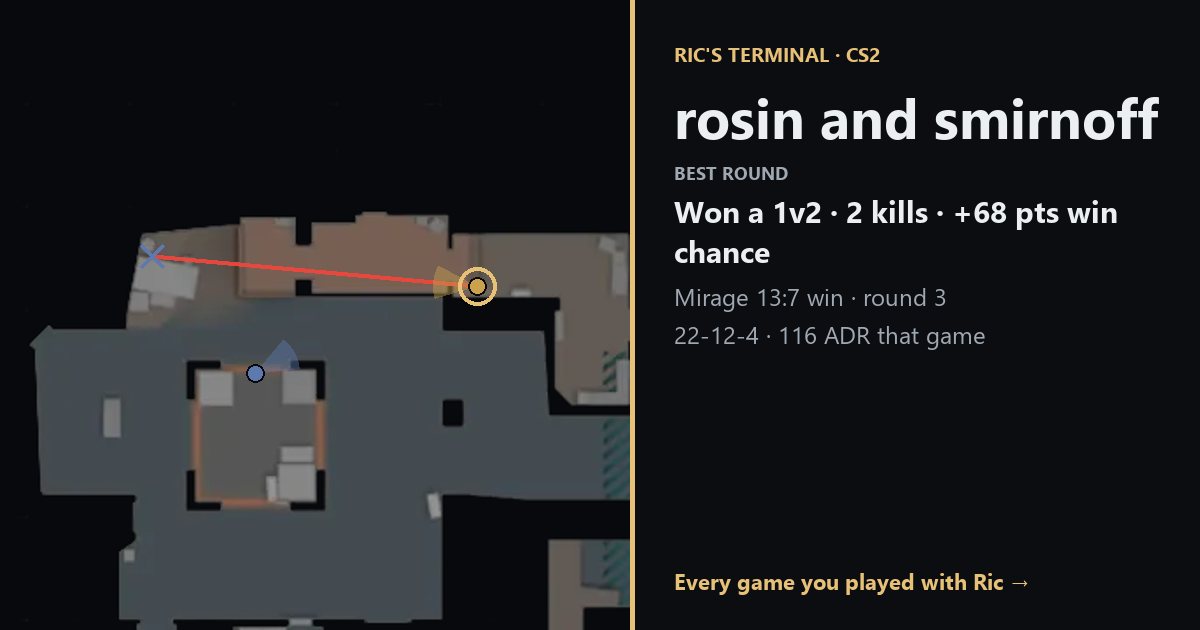 RIC'S TERMINAL · CS2
rosin and smirnoff
BEST ROUND
Won a 1v2 · 2 kills · +68 pts win
chance
Mirage 13:7 win · round 3
22-12-4 · 116 ADR that game
Every game you played with Ric →